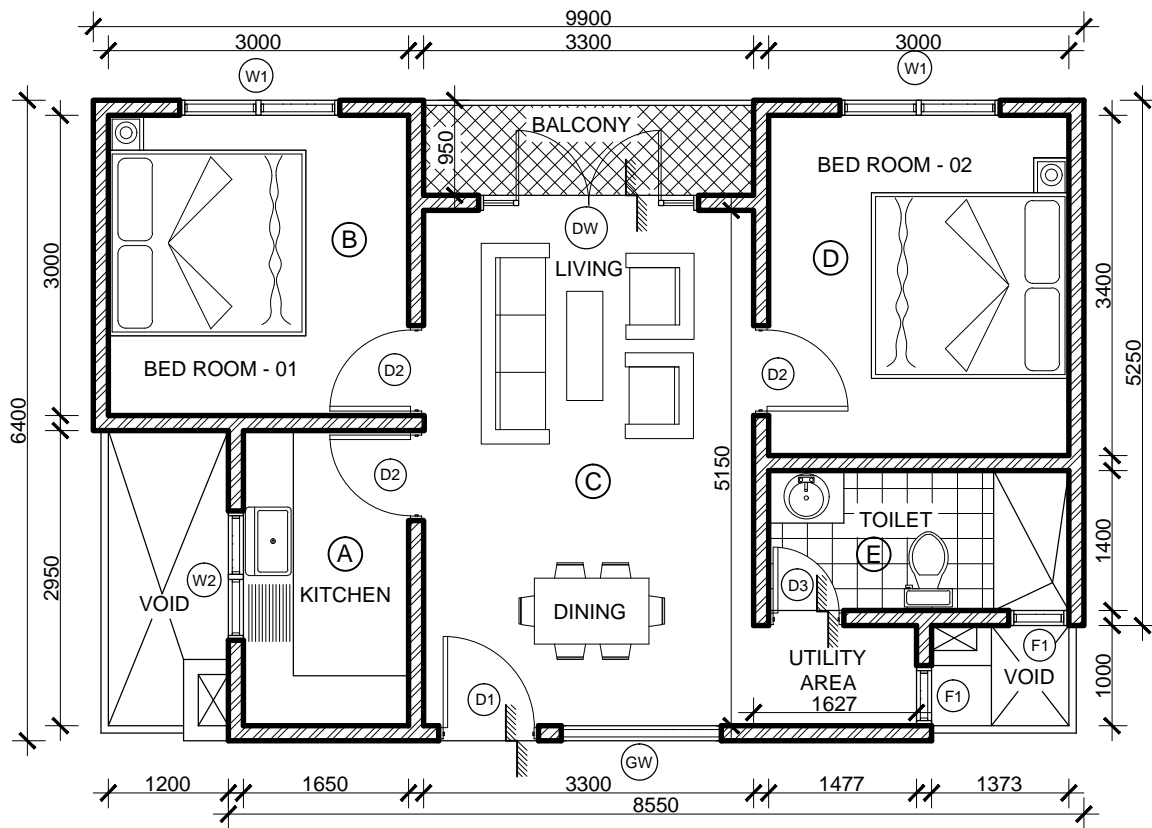 9900
3000
3300
3000
W1
W1
BALCONY
950
BED ROOM - 02
B
DW
D
LIVING
3000
3400
BED ROOM - 01
D2
D2
6400
5250
D2
5150
C
TOILET
A
E
1400
2950
W2
KITCHEN
D3
VOID
DINING
UTILITY
AREA
F1
VOID
1000
D1
1627
F1
GW
1200
1650
3300
1477
1373
8550